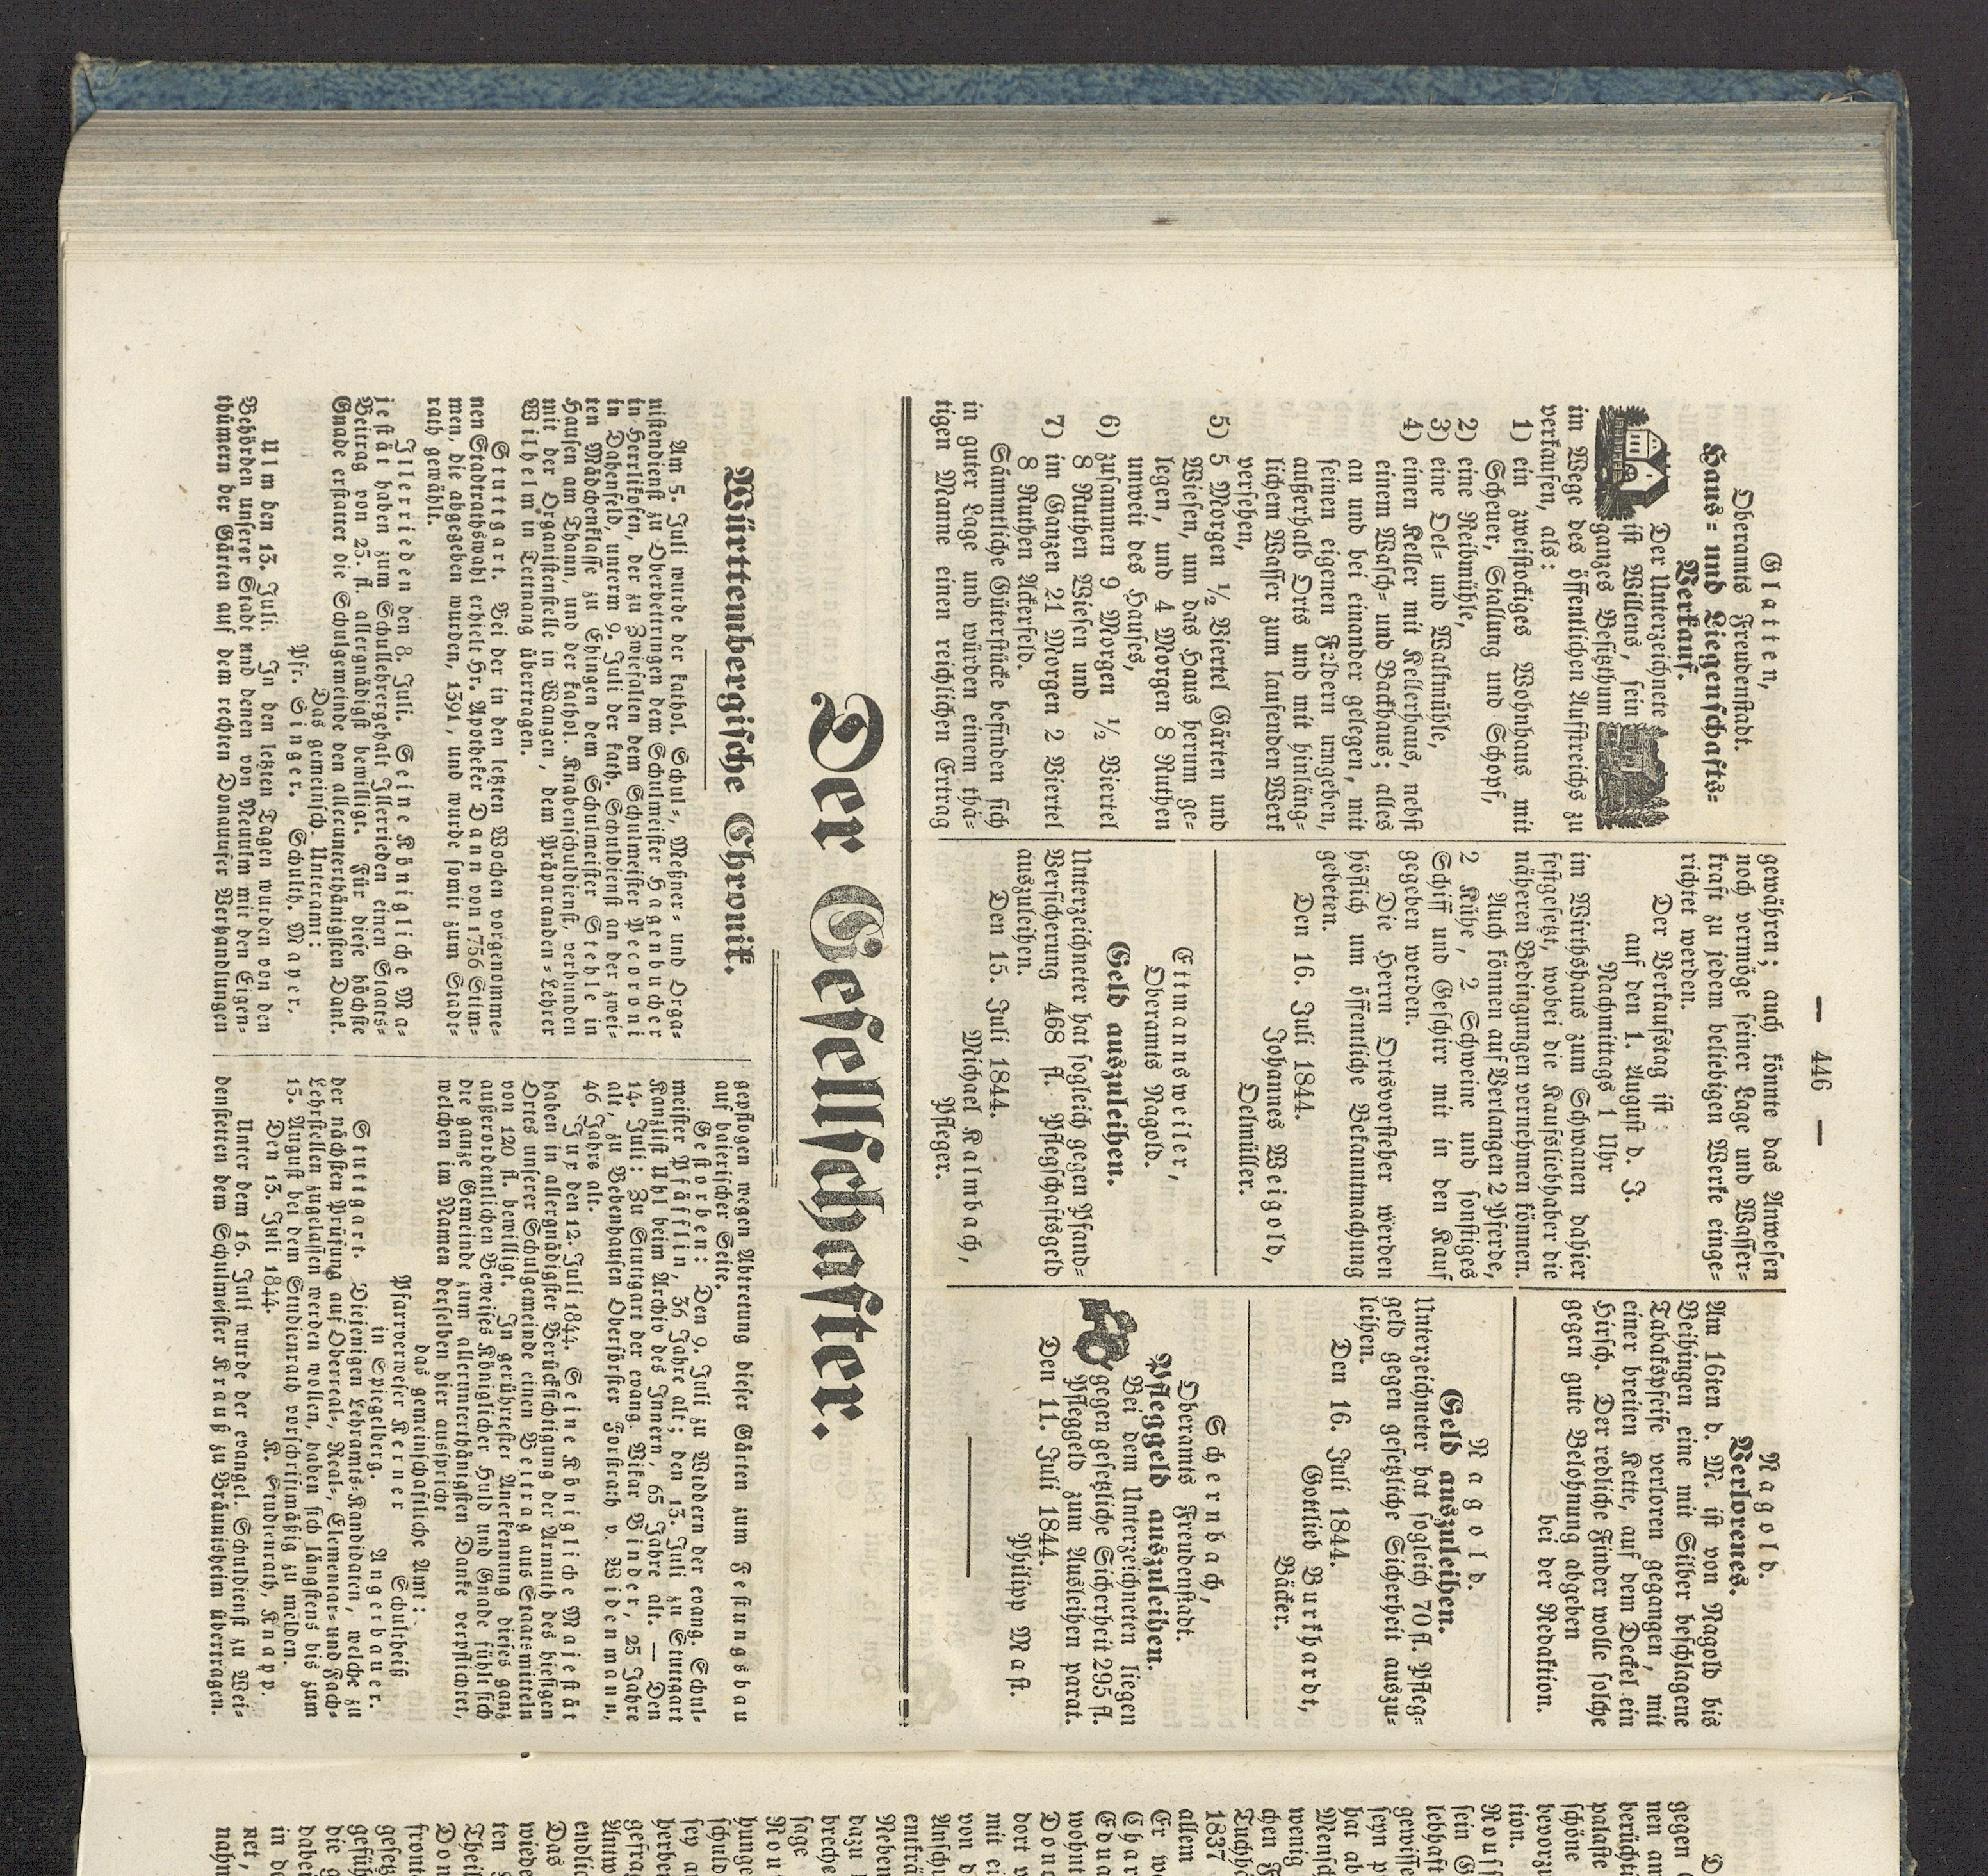 — 446 —
Glatten,
Oberamts Freudenstadt.
Haus- und Liegenschafts-
Verkauf.
Der Unterzeichnete
ist Willens, sein
ganzes Besitzthum
im Wege des öffentlichen Aufstreichs zu
verkaufen, als:
1) ein zweistockiges Wohnhaus mit
Scheuer, Stallung und Schopf,
2) eine Reibmühle,
3) eine Oel- und Walkmühle,
4) einen Keller mit Kellerhaus, nebst
einem Wasch- und Backhaus; alles
an und bei einander gelegen, mit
seinen eigenen Feldern umgeben,
außerhalb Orts und mit hinläng-
lichem Wasser zum laufenden Werk
versehen,
5) 5 Morgen ½ Viertel Gärten und
Wiesen, um das Haus herum ge-
legen, und 4 Morgen 8 Ruthen
unweit des Hauses,
6) zusammen 9 Morgen ½ Viertel
8 Ruthen Wiesen und
7) im Ganzen 21 Morgen 2 Viertel
8 Ruthen Ackerfeld.
Sämmtliche Güterstücke befinden sich
in guter Lage und würden einem thä-
tigen Manne einen reichlichen Ertrag
gewähren; auch könnte das Anwesen
noch vermöge seiner Lage und Wasser-
kraft zu jedem beliebigen Werke einge-
richtet werden.
Der Verkaufstag ist
auf den 1. August d. J.
Nachmittags 1 Uhr
im Wirthshaus zum Schwanen dahier
festgesetzt, wobei die Kaufsliebhaber die
näheren Bedingungen vernehmen können.
Auch können auf Verlangen 2 Pferde,
2 Kühe, 2 Schweine und sonstiges
Schiff und Geschirr mit in den Kauf
gegeben werden.
Die Herrn Ortsvorsteher werden
höflich um öffentliche Bekanntmachung
gebeten.
Den 16. Juli 1844.
Johannes Weigold,
Oelmüller.
Ettmannsweiler,
Oberamts Nagold.
Geld auszuleihen.
Unterzeichneter hat sogleich gegen Pfand-
Versicherung 468 fl. Pflegschaftsgeld
auszuleihen.
Den 15. Juli 1844.
Michael Kalmbach,
Pfleger.
Nagold.
Verlorenes.
Am 16ten d. M. ist von Nagold bis
Beihingen eine mit Silber beschlagene
Tabakspfeife verloren gegangen, mit
einer breiten Kette, auf dem Deckel ein
Hirsch. Der redliche Finder wolle solche
gegen gute Belohnung abgeben
bei der Redaktion.
Nagold.
Geld auszuleihen.
Unterzeichneter hat sogleich 70 fl. Pfleg-
geld gegen gesetzliche Sicherheit auszu-
leihen.
Den 16. Juli 1844.
Gottlieb Burkhardt,
Bäcker.
Schernbach,
Oberamts Freudenstadt.
Pfleggeld auszuleihen.
Bei dem Unterzeichneten liegen
gegen gesetzliche Sicherheit 295 fl.
Pfleggeld zum Ausleihen parat.
Den 11. Juli 1844.
Philipp Mast.
Der Gesellschafter.
Württembergische Chronik.
Am 5. Juli wurde der kathol. Schul-, Meßner- und Orga-
nistendienst zu Oberbettringen dem Schulmeister Hagenbucher
in Herrlikofen, der zu Zwiefalten dem Schulmeister Pecoroni
in Dahenfeld, unterm 9. Juli der kath. Schuldienst an der zwei-
ten Mädchenklasse zu Ehingen dem Schulmeister Stehle in
Hausen am Thann, und der kathol. Knabenschuldienst, verbunden
mit der Organistenstelle in Wangen, dem Präparanden-Lehrer
Wilhelm in Tettnang übertragen.
Stuttgart. Bei der in den letzten Wochen vorgenomme-
nen Stadtrathswahl erhielt Hr. Apotheker Dann von 1756 Stim-
men, die abgegeben wurden, 1391, und wurde somit zum Stadt-
rath gewählt.
Illerrieden den 8. Juli. Seine Königliche Ma-
jestät haben zum Schullehrergehalt Illerrieden einen Staats-
Beitrag von 25. fl. allergnädigst bewilligt. Für diese höchste
Gnade erstattet die Schulgemeinde den allerunterthänigsten Dank.
Das gemeinsch. Unteramt:
Pfr. Singer. Schulth. Mayer.
Ulm den 13. Juli. In den letzten Tagen wurden von den
Behörden unserer Stadt und denen von Neuulm mit den Eigen-
thümern der Gärten auf dem rechten Donauufer Verhandlungen
gepflogen wegen Abtretung dieser Gärten zum Festungsbau
auf baierischer Seite.
Gestorben: Den 9. Juli zu Widdern der evang. Schul-
meister Pfäfflin, 36 Jahre alt; den 13. Juli zu Stuttgart
Kanzlist Uhl beim Archiv des Innern, 65 Jahre alt. — Den
14. Juli: Zu Stuttgart der evang. Vikar Binder, 25 Jahre
alt, zu Bebenhausen Oberförster Forstrath v. Widenmann,
46 Jahre alt.
Jux den 12. Juli 1844. Seine Königliche Majestät
haben in allergnädigster Berücksichtigung der Armuth des hiesigen
Ortes unserer Schulgemeinde einen Beitrag aus Staatsmitteln
von 120 fl. bewilligt. In gerührtester Anerkennung dieses ganz
außerordentlichen Beweises Königlicher Huld und Gnade fühlt sich
die ganze Gemeinde zum allerunterthänigsten Danke verpflichtet,
welchen im Namen derselben hier ausspricht
das gemeinschaftliche Amt:
Pfarrverweser Kerner Schultheiß
in Spiegelberg. Angerbauer.
Stuttgart. Diejenigen Lehramts-Kandidaten, welche zu
der nächsten Prüfung auf Oberreal-, Real-, Elementar- und Fach-
Lehrstellen zugelassen werden wollen, haben sich längstens bis zum
15. August bei dem Studienrath vorschriftmäßig zu melden.
Den 13. Juli 1844. K. Studienrath, Knapp.
Unter dem 16. Juli wurde der evangel. Schuldienst zu Wei-
densteten dem Schulmeister Krauß zu Bräunisheim übertragen.